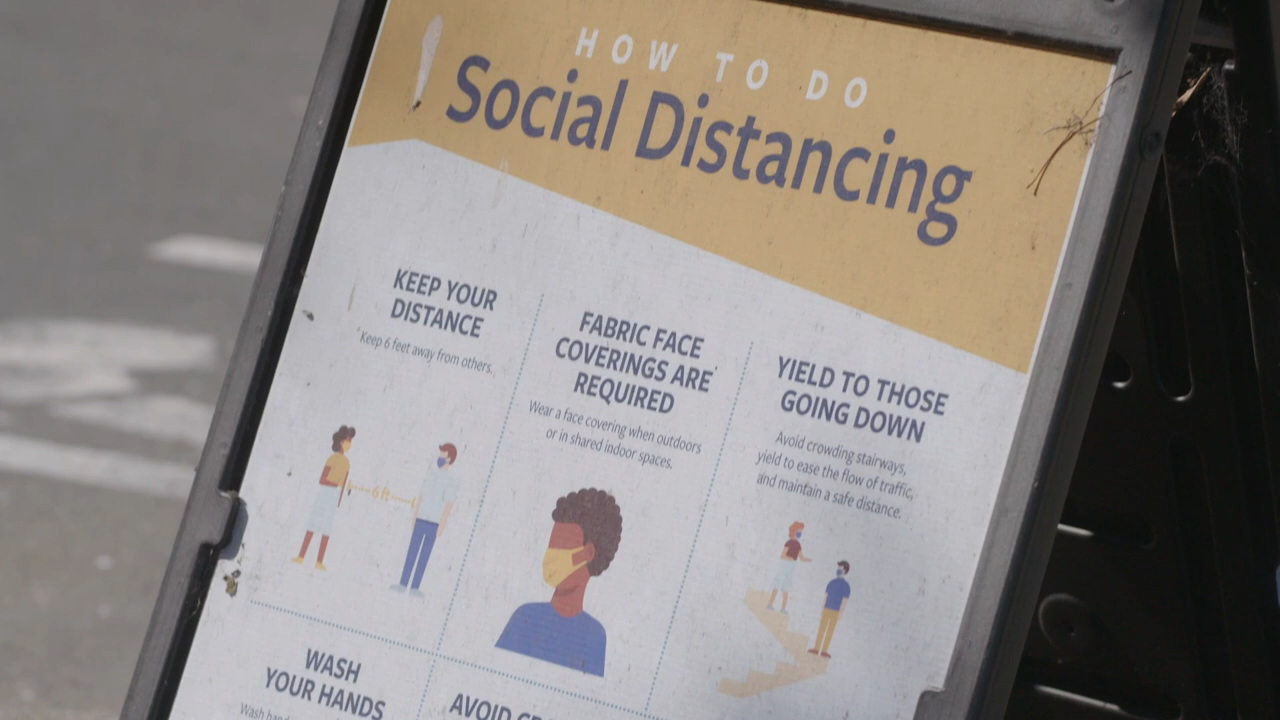 HOW TO DO
Social Distancing
KEEP YOUR
DISTANCE
Keep 6 feet away from others.
6 ft
FABRIC FACE
COVERINGS ARE
REQUIRED
Wear a face covering when outdoors
or in shared indoor spaces.
YIELD TO THOSE
GOING DOWN
Avoid crowding stairways,
yield to ease the flow of traffic,
and maintain a safe distance.
WASH
YOUR HANDS
Wash
AVOID